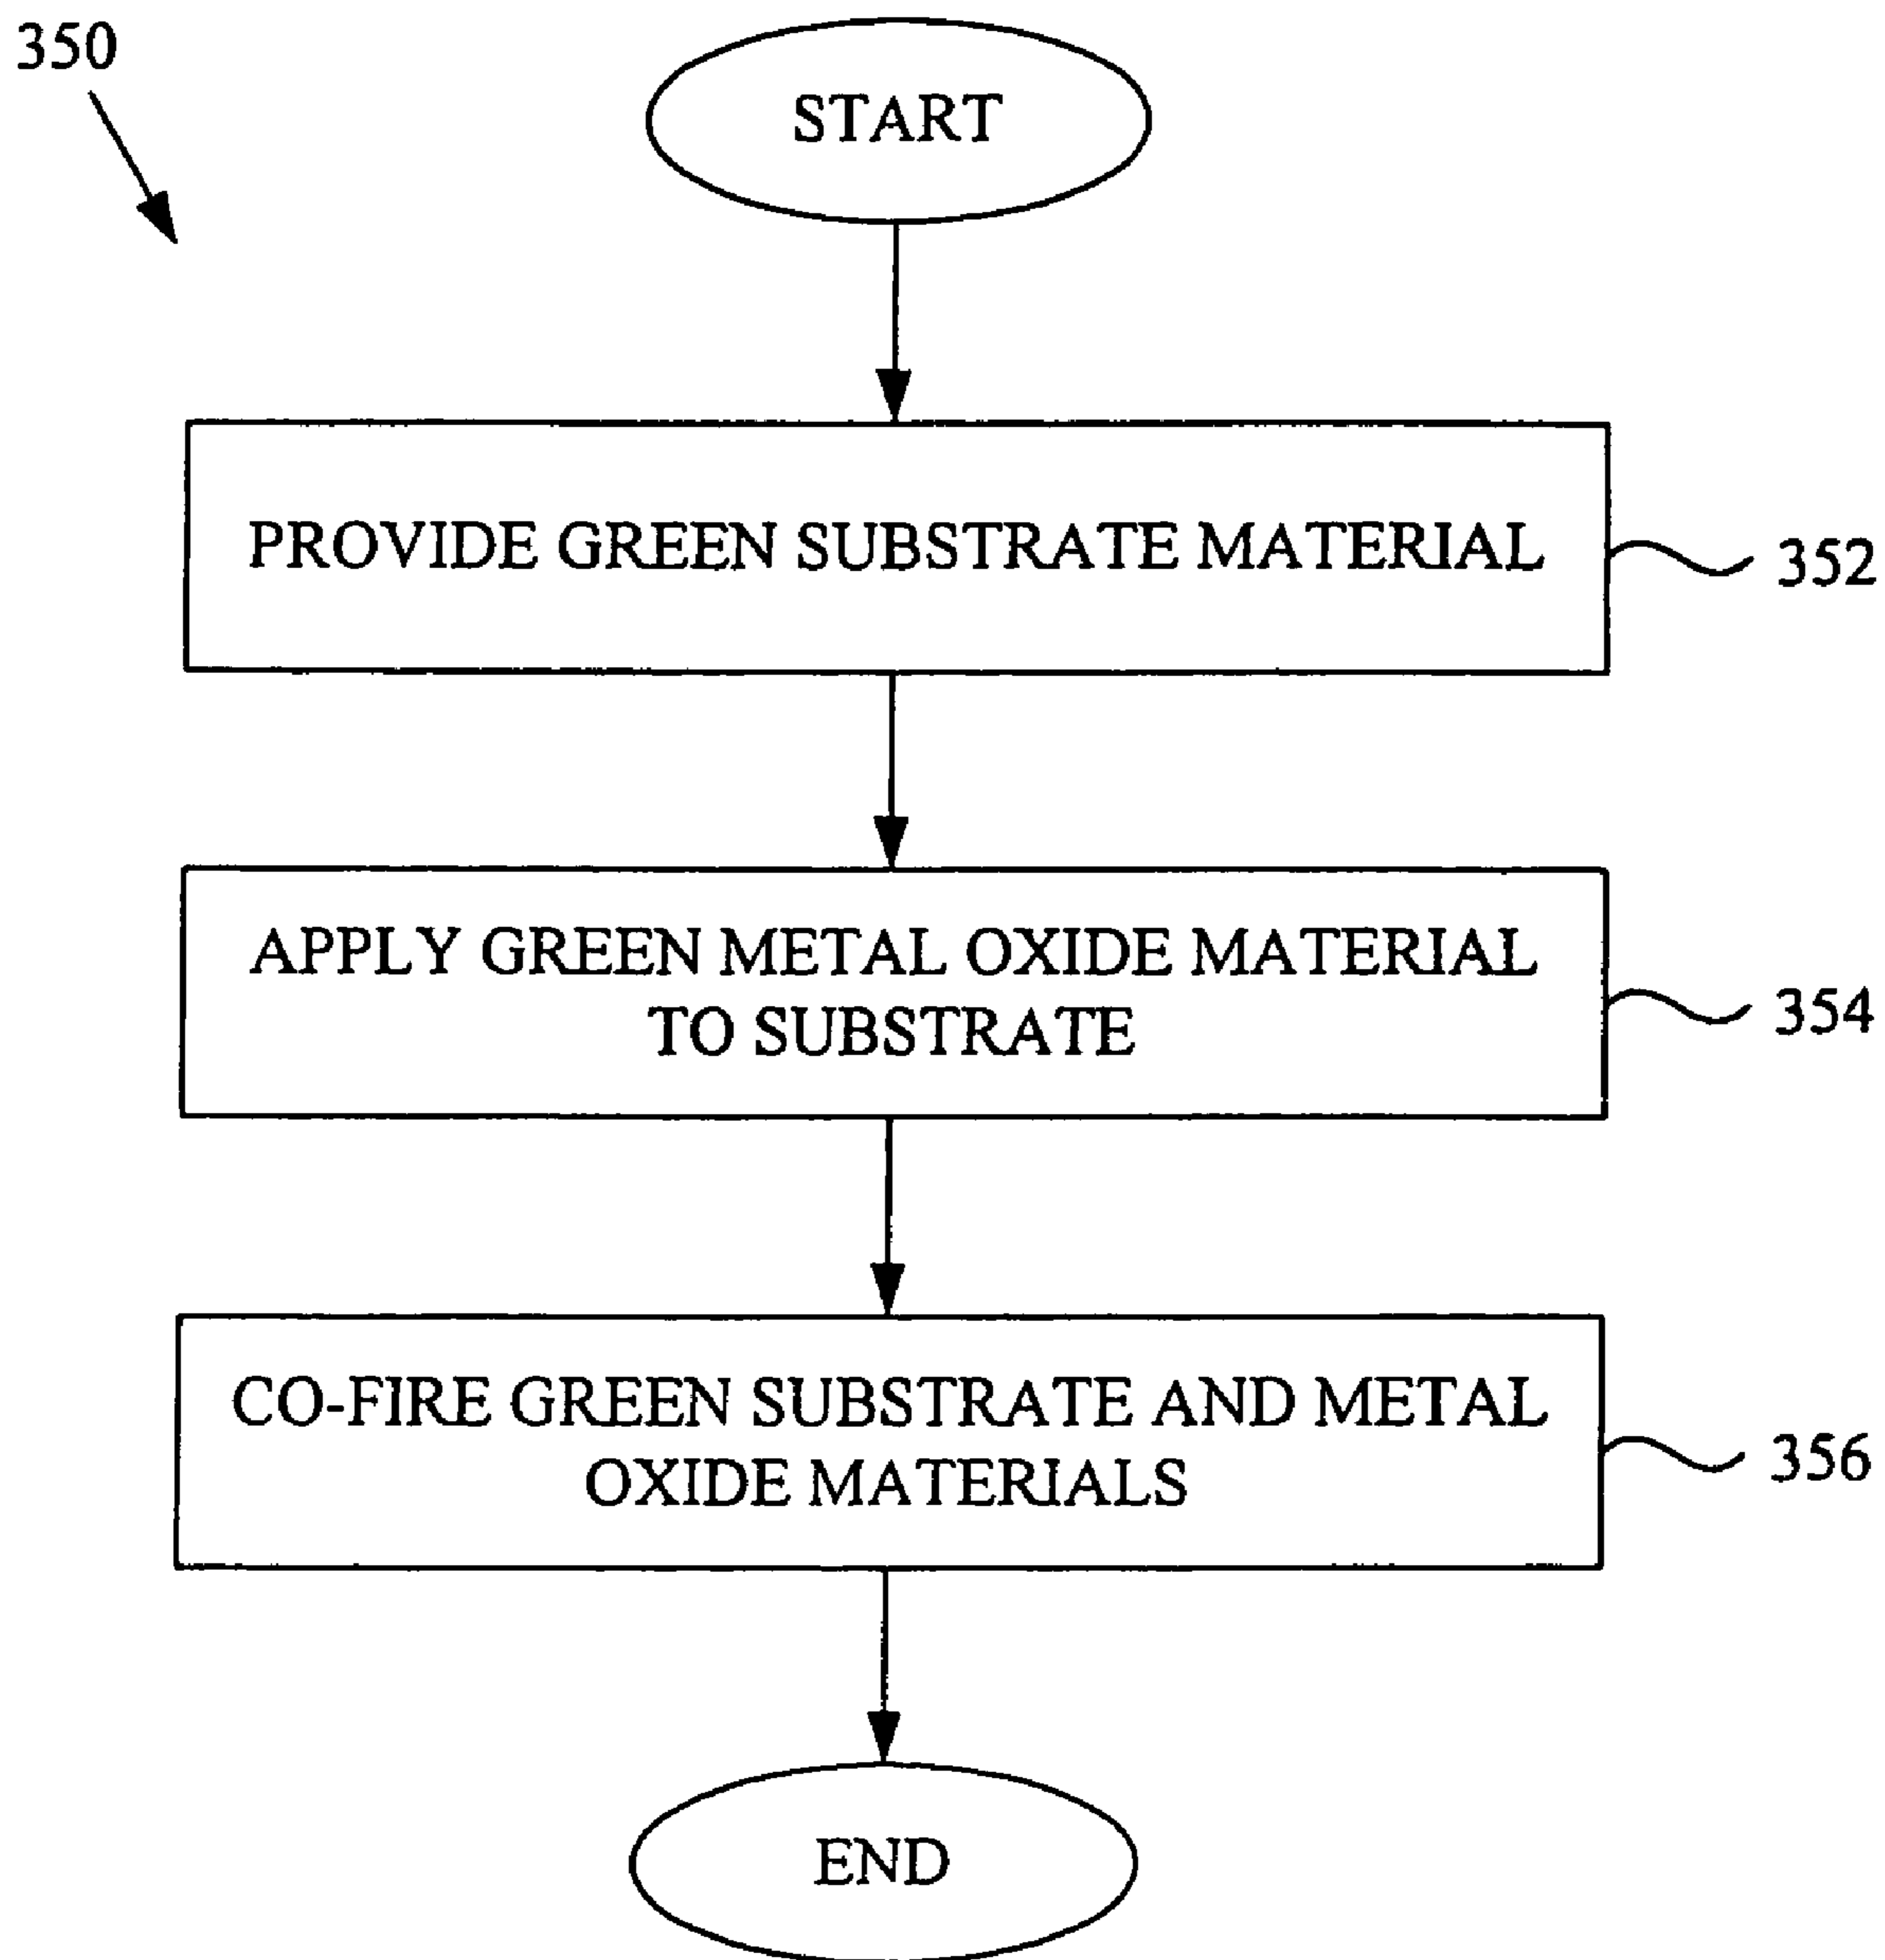 350
START
PROVIDE GREEN SUBSTRATE MATERIAL
352
APPLY GREEN METAL OXIDE MATERIAL
TO SUBSTRATE
354
CO-FIRE GREEN SUBSTRATE AND METAL
OXIDE MATERIALS
356
END